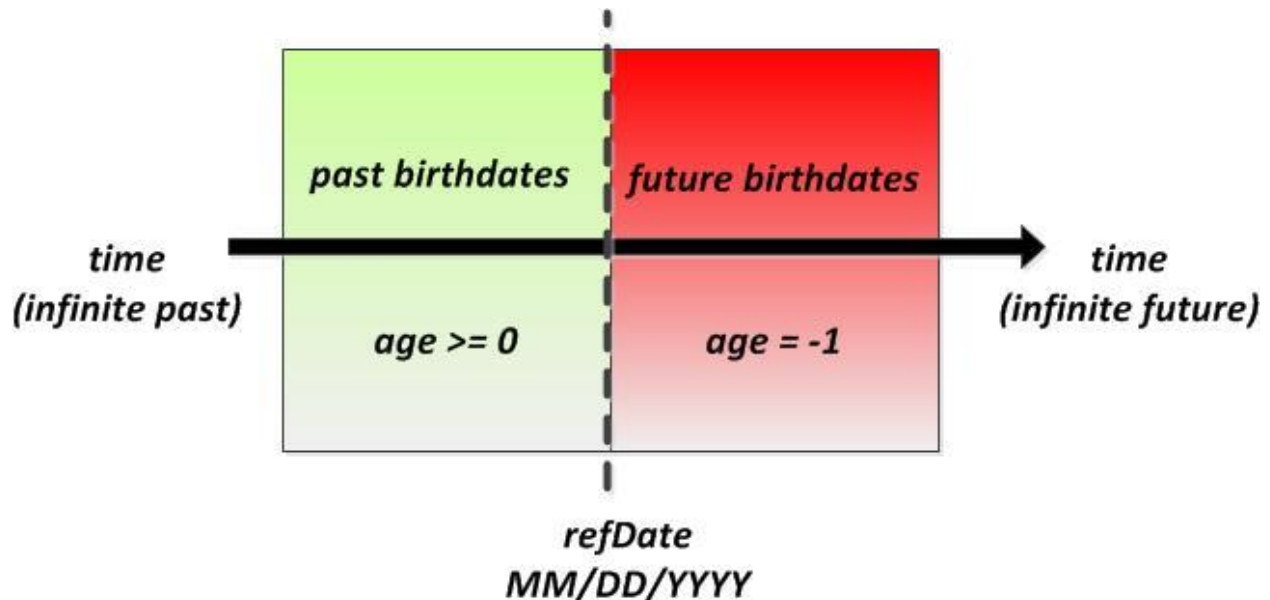 past birthdates
future birthdates
time
(infinite past)
time
(infinite future)
age >= 0
age = -1
refDate
MM/DD/YYYY